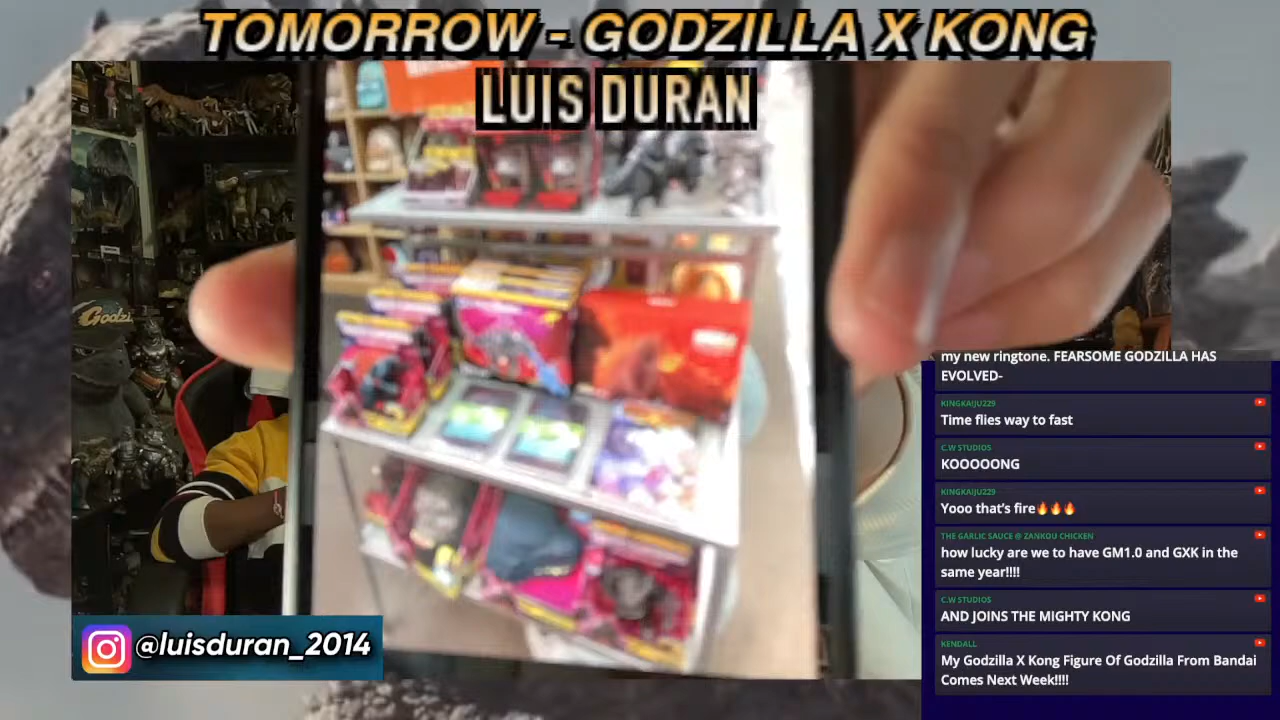 TOMORROW - GODZILLA X KONG
LUIS DURAN
Godzi
my new ringtone. FEARSOME GODZILLA HAS
EVOLVED-
KINGKAIJU229
Time flies way to fast
C.W STUDIOS
KOOOOONG
KINGKAIJU229
Yooo that's fire🔥🔥🔥
THE GARLIC SAUCE @ ZANKOU CHICKEN
how lucky are we to have GM1.0 and GXK in the
same year!!!!
C.W STUDIOS
AND JOINS THE MIGHTY KONG
KENDALL
My Godzilla X Kong Figure Of Godzilla From Bandai
Comes Next Week!!!!
@luisduran_2014